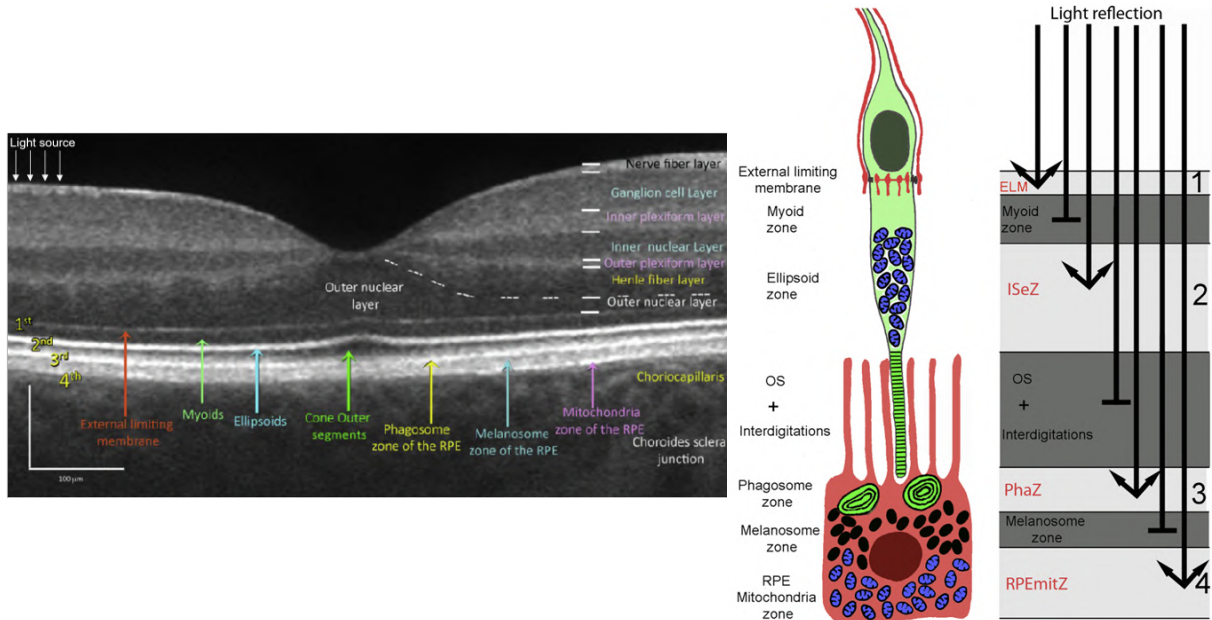 Light source
Nerve fiber layer
Ganglion cell Layer
Inner plexiform layer
Inner nuclear Layer
Outer plexiform layer
Henle fiber layer
Outer nuclear
layer
Outer nuclear layer
1st
2nd
3rd
4th
Choriocapillaris
External limiting
membrane
Myoids
Ellipsoids
Cone Outer
segments
Phagosome
zone of the RPE
Melanosome
zone of the RPE
Mitochondria
zone of the RPE
Choroides sclera
junction
100 µm
External limiting
membrane
Myoid
zone
Ellipsoid
zone
OS
+
Interdigitations
Phagosome
zone
Melanosome
zone
RPE
Mitochondria
zone
Light reflection
ELM
1
Myoid
zone
ISeZ
2
OS
+
Interdigitations
PhaZ
3
Melanosome
zone
RPEmitZ
4